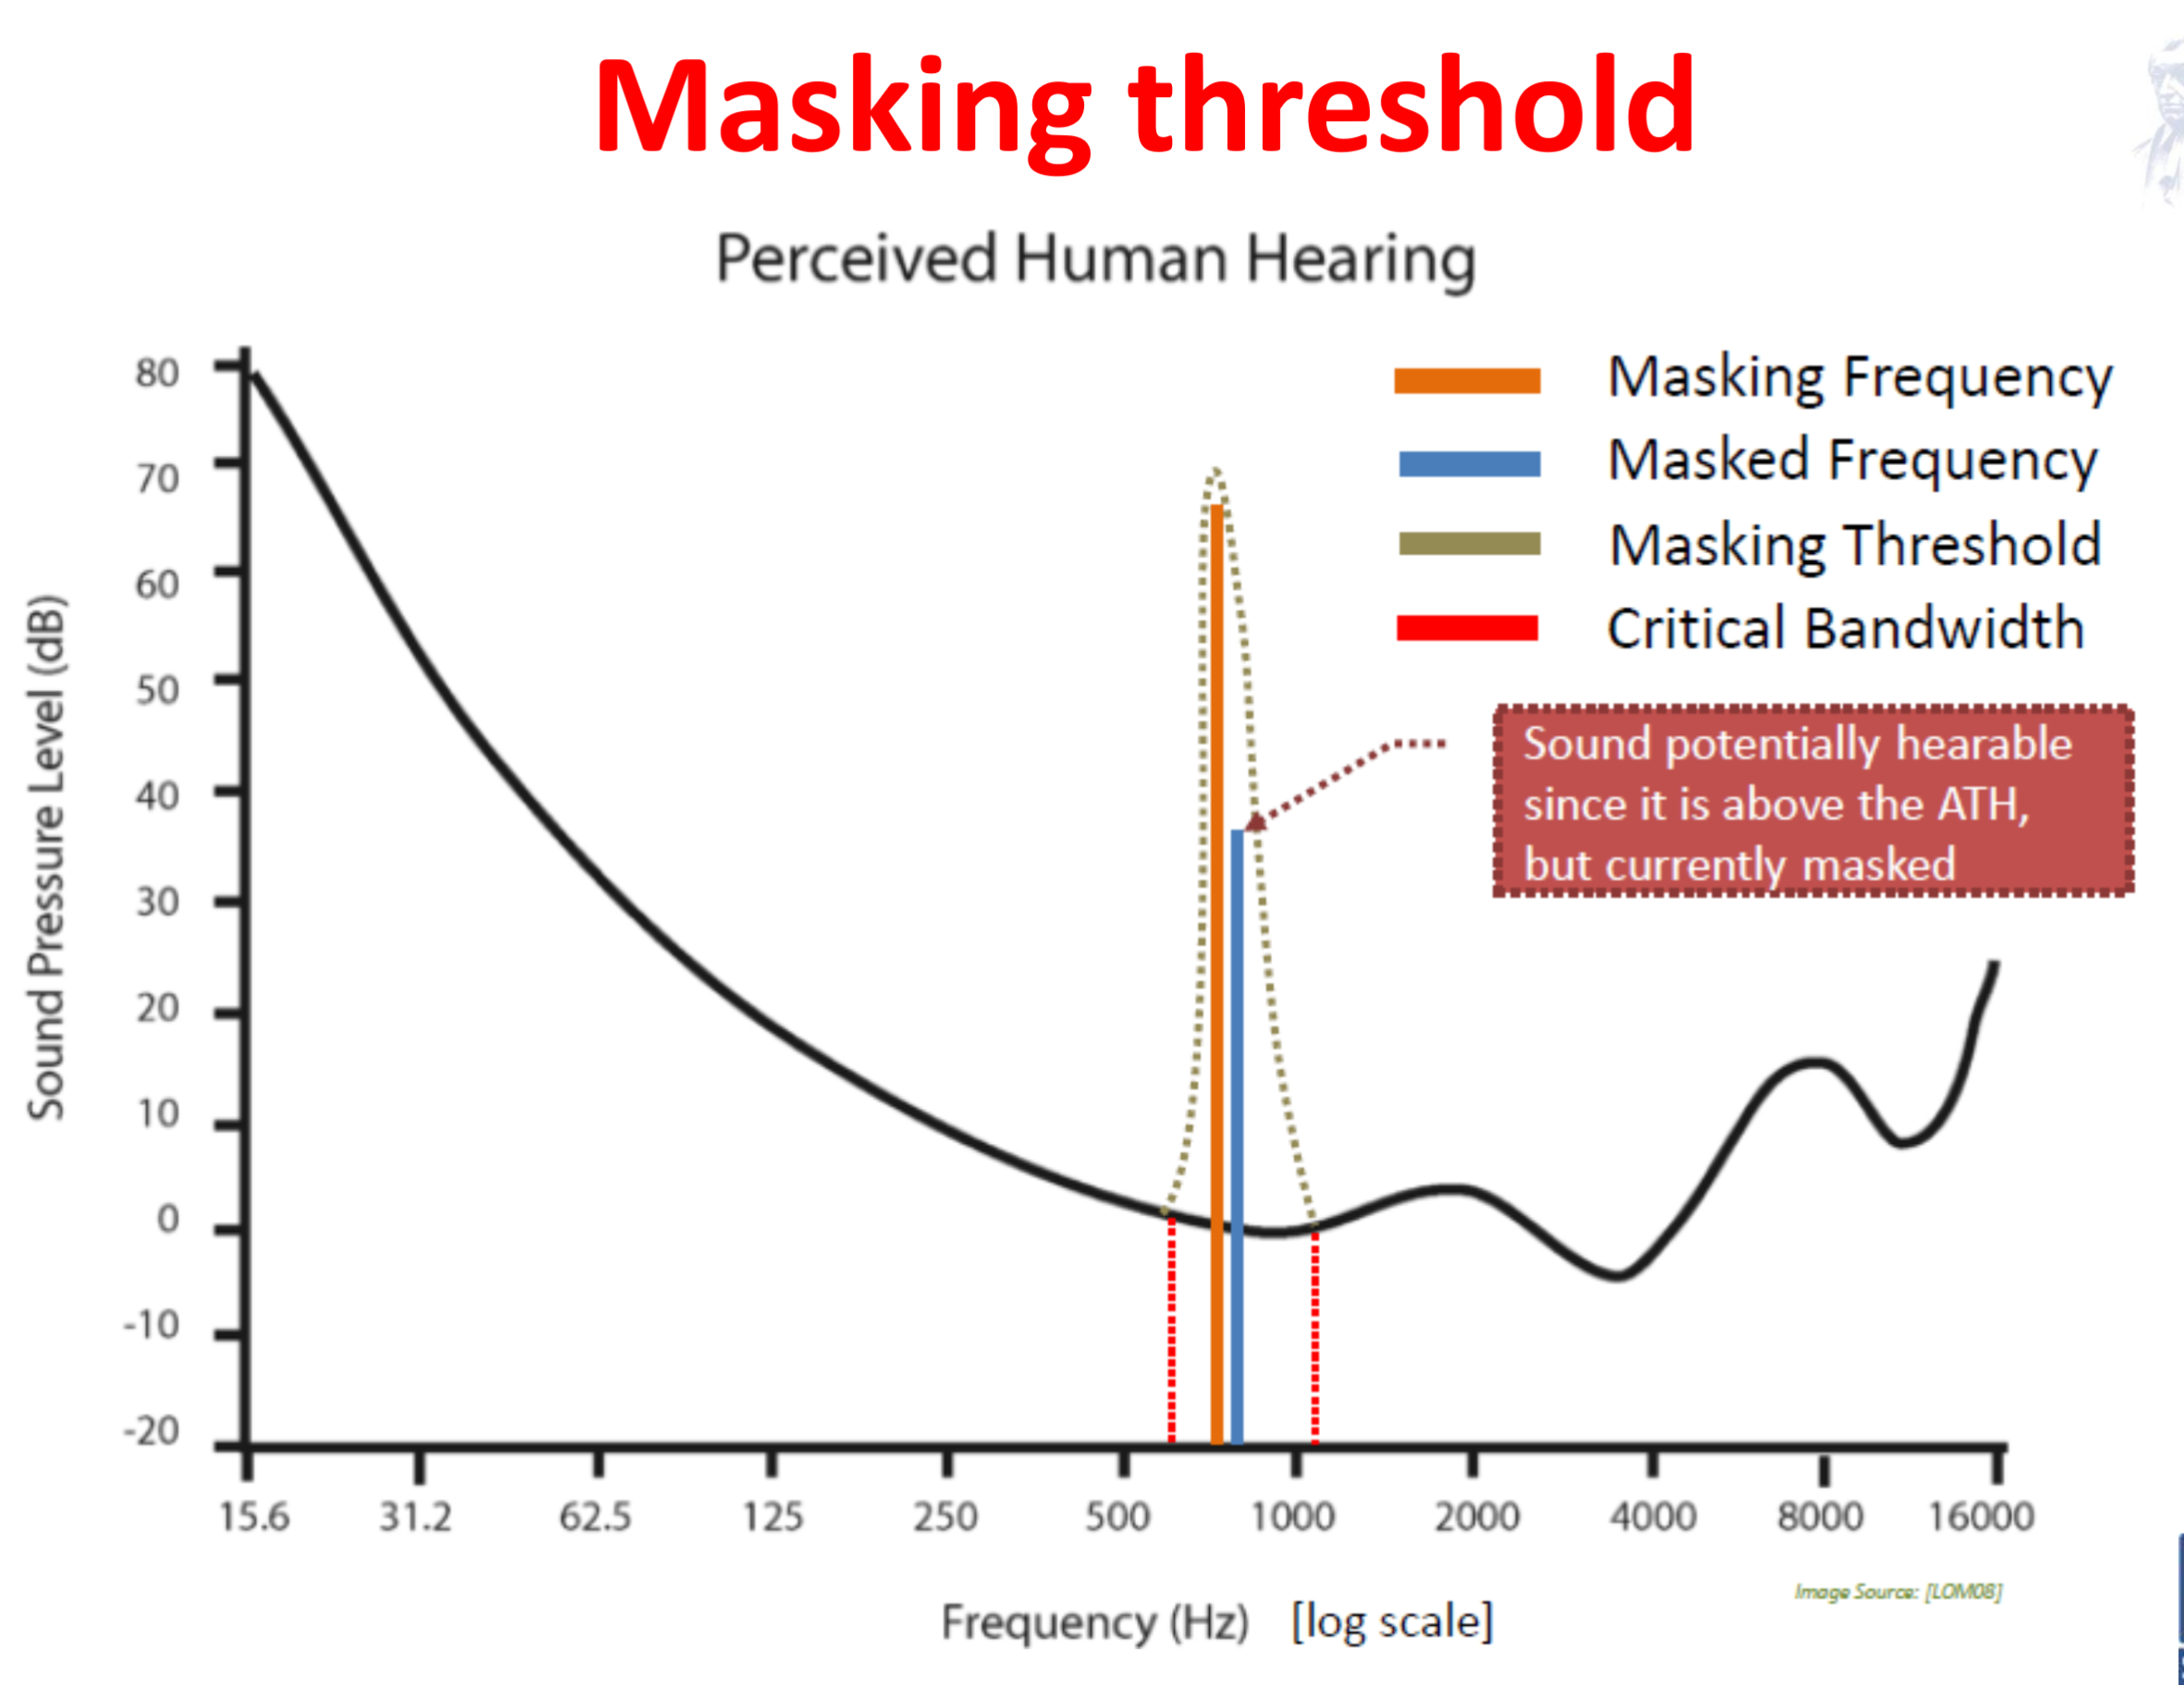 Masking threshold
Perceived Human Hearing
Masking Frequency
Masked Frequency
Masking Threshold
Critical Bandwidth
Sound potentially hearable
since it is above the ATH,
but currently masked
Sound Pressure Level (dB)
80
70
60
50
40
30
20
10
0
-10
-20
15.6 31.2 62.5 125 250 500 1000 2000 4000 8000 16000
Frequency (Hz) [log scale]
Image Source: [LOM08]